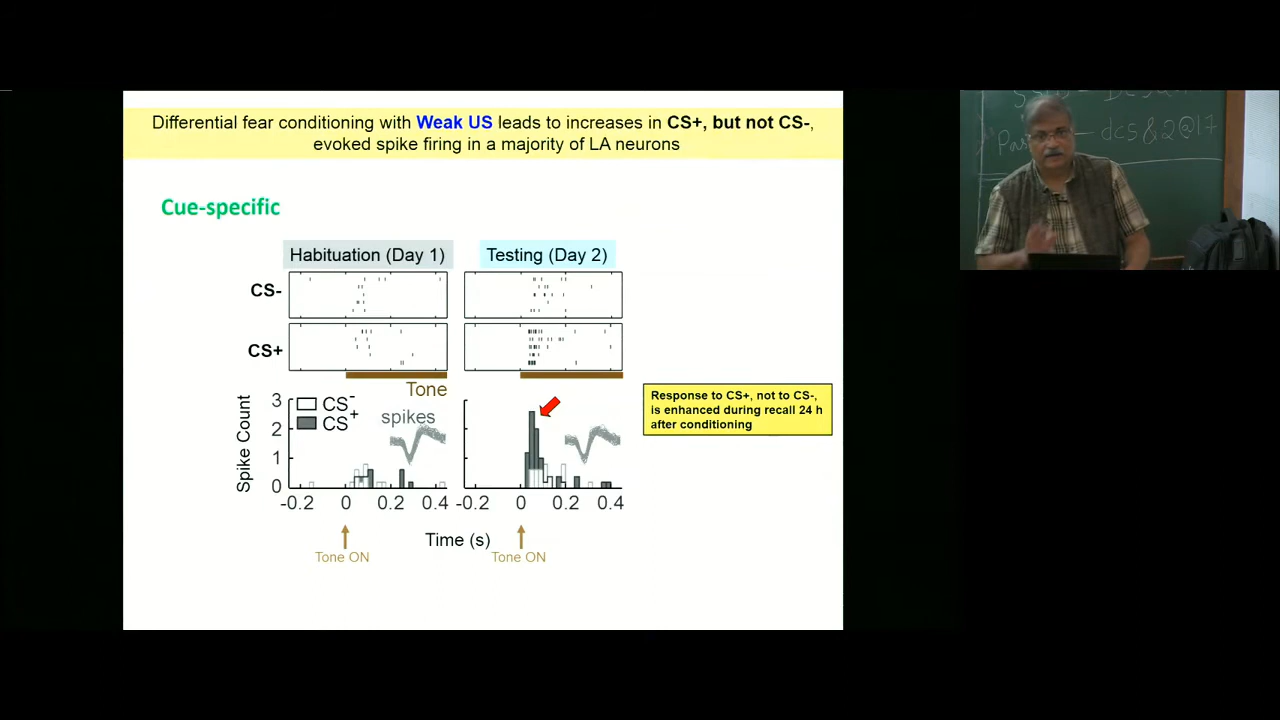 Differential fear conditioning with Weak US leads to increases in CS+, but not CS-,
evoked spike firing in a majority of LA neurons
Cue-specific
Habituation (Day 1)
Testing (Day 2)
CS-
CS+
Tone
3
2
1
0
Spike Count
CS-
CS+
spikes
-0.2 0 0.2 0.4
-0.2 0 0.2 0.4
Time (s)
Tone ON
Tone ON
Response to CS+, not to CS-,
is enhanced during recall 24 h
after conditioning
dcs&2@17